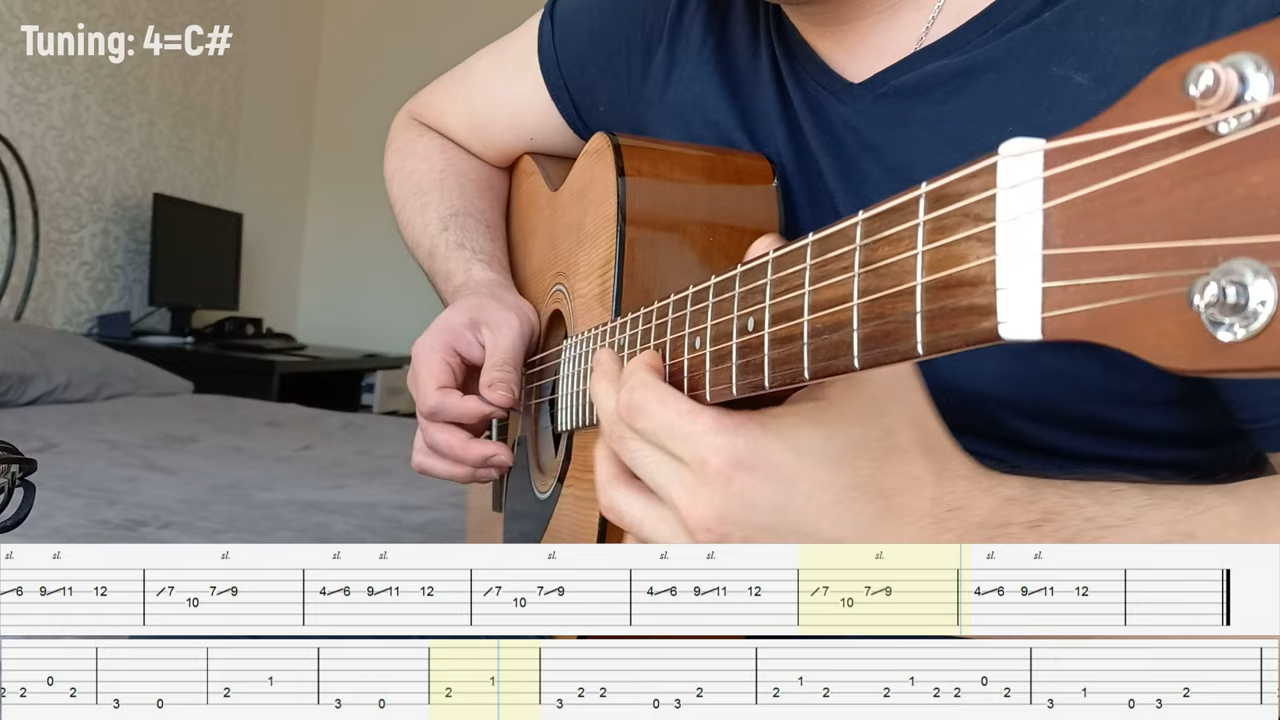 Tuning: 4=C#
sl. sl. sl. sl. sl. sl. sl. sl. sl. sl. sl.
6 9 11 12 7 7 9 4 6 9 11 12 7 7 9 4 6 9 11 12 7 7 9 4 6 9 11 12
10 10 10
0 1 1 1 1 0
2 2 2 2 2 2 2 2 2 2 2 2 2 1 2
3 0 3 0 3 0 3 3 0 3